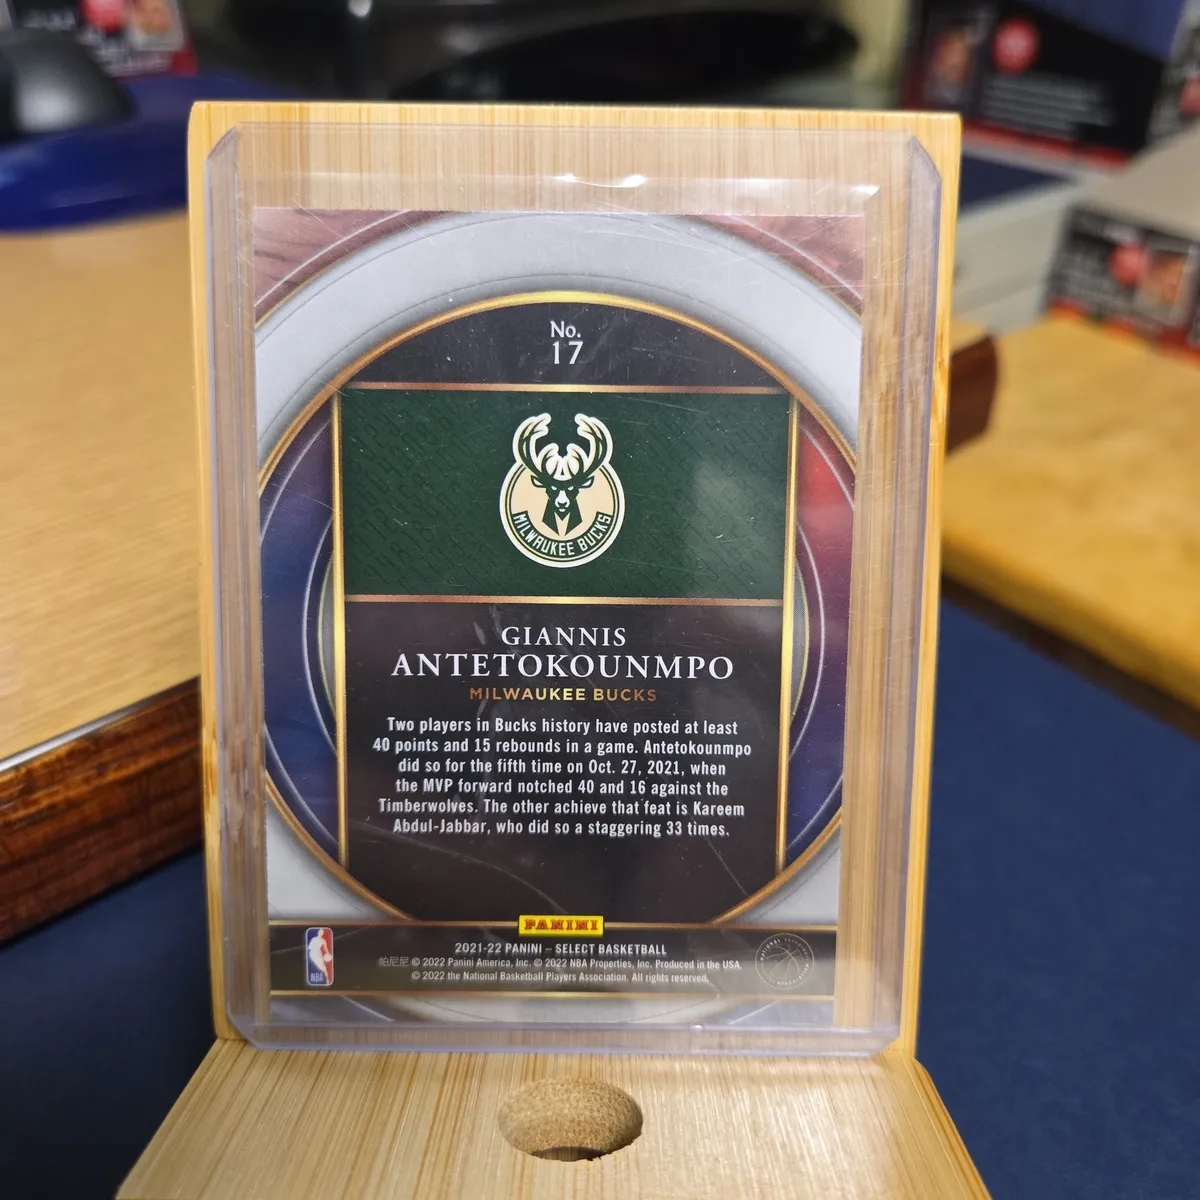 No.
17
MILWAUKEE BUCKS
GIANNIS
ANTETOKOUNMPO
MILWAUKEE BUCKS
Two players in Bucks history have posted at least
40 points and 15 rebounds in a game. Antetokounmpo
did so for the fifth time on Oct. 27, 2021, when
the MVP forward notched 40 and 16 against the
Timberwolves. The other achieve that feat is Kareem
Abdul-Jabbar, who did so a staggering 33 times.
PANINI
2021-22 PANINI – SELECT BASKETBALL
帕尼尼 © 2022 Panini America, Inc. © 2022 NBA Properties, Inc. Produced in the USA.
© 2022 the National Basketball Players Association. All rights reserved.
NBA